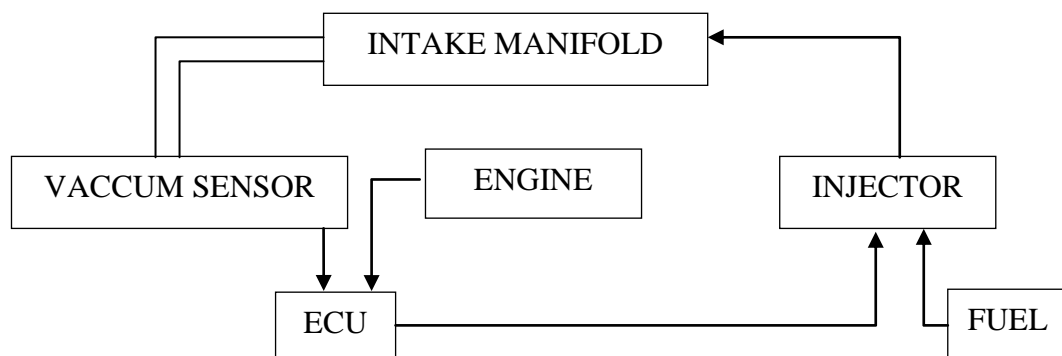 INTAKE MANIFOLD
VACCUM SENSOR
ENGINE
INJECTOR
ECU
FUEL